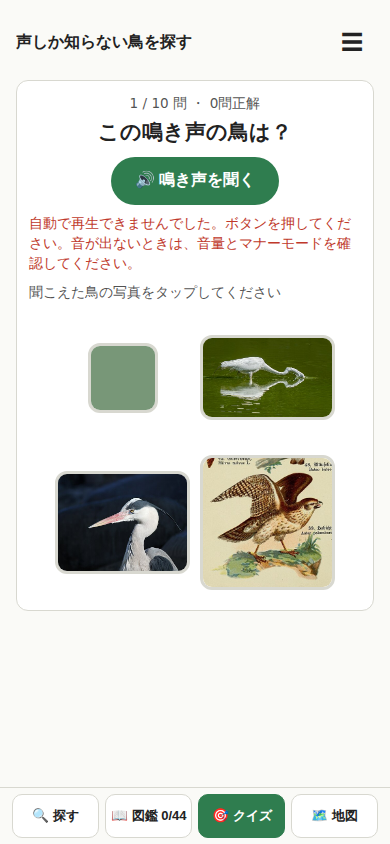 声しか知らない鳥を探す
☰
1 / 10 問 ・ 0問正解
この鳴き声の鳥は？
🔊 鳴き声を聞く
自動で再生できませんでした。ボタンを押してくだ
さい。音が出ないときは、音量とマナーモードを確
認してください。
聞こえた鳥の写真をタップしてください
🔍 探す
📖 図鑑 0/44
🎯 クイズ
🗺️ 地図